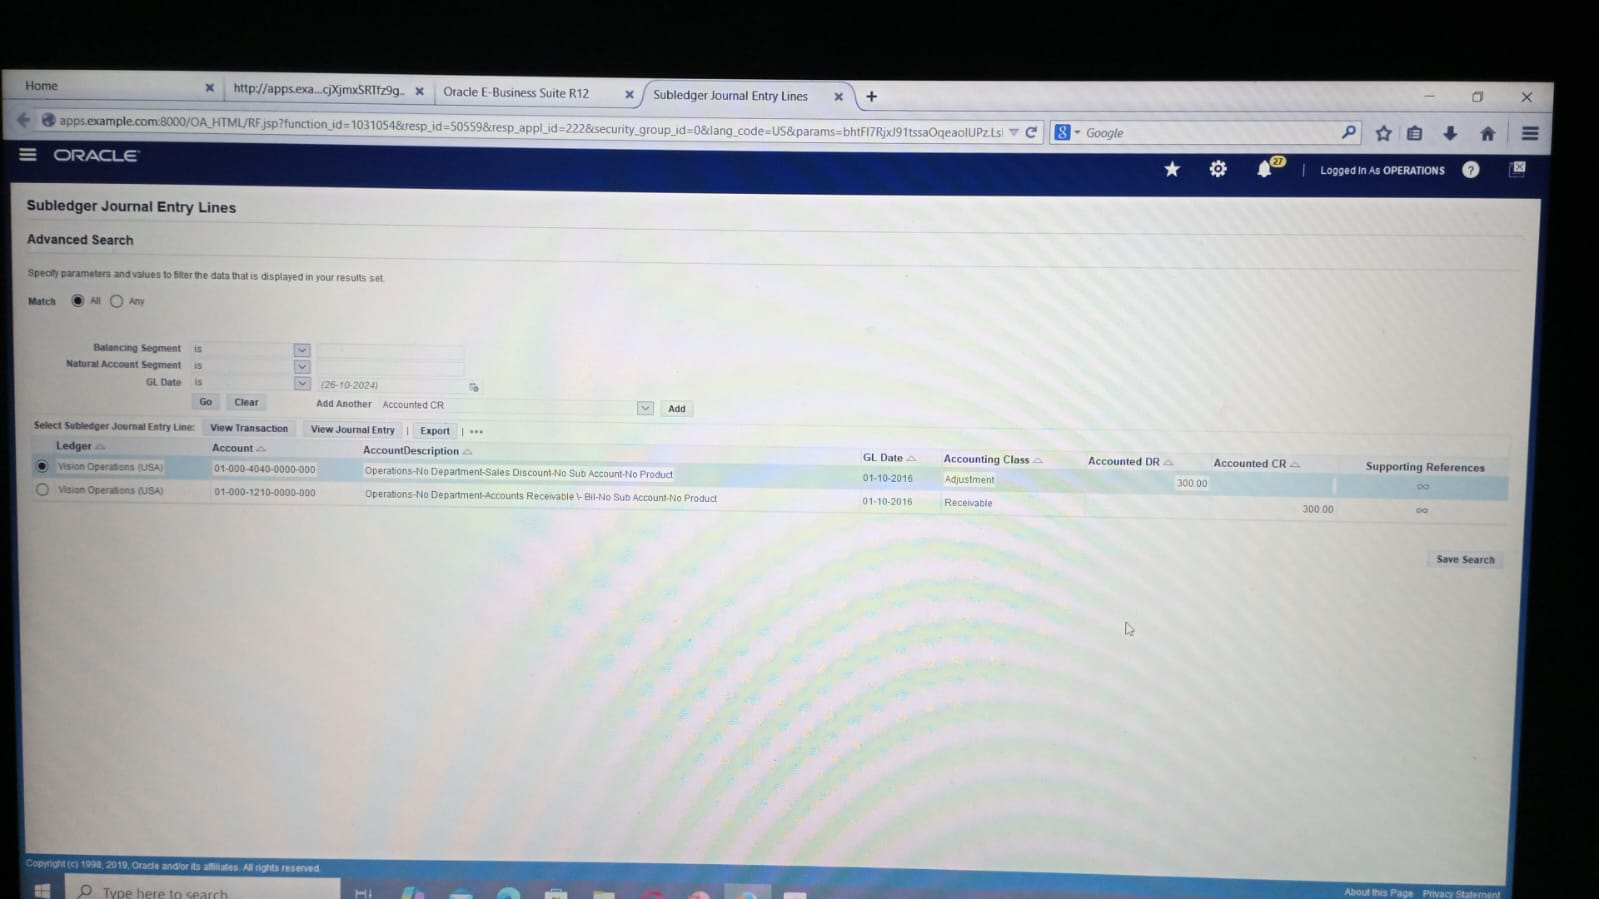 Home
http://apps.exa...cjXjmxSRTfz9g..
Oracle E-Business Suite R12
Subledger Journal Entry Lines
apps.example.com:8000/OA_HTML/RF.jsp?function_id=1031054&resp_id=50559&resp_appl_id=222&security_group_id=0&lang_code=US&params=
Google
ORACLE
27
Logged In As OPERATIONS
Subledger Journal Entry Lines
Advanced Search
Specify parameters and values to filter the data that is displayed in your results set.
Match All Any
Balancing Segment is
Natural Account Segment is
GL Date is (26-10-2024)
Go Clear Add Another Accounted CR Add
Select Subledger Journal Entry Line: View Transaction View Journal Entry | Export | •••
Ledger Account AccountDescription GL Date Accounting Class Accounted DR Accounted CR Supporting References
Vision Operations (USA) 01-000-4040-0000-000 Operations-No Department-Sales Discount-No Sub Account-No Product 01-10-2016 Adjustment 300.00
Vision Operations (USA) 01-000-1210-0000-000 Operations-No Department-Accounts Receivable \- Bil-No Sub Account-No Product 01-10-2016 Receivable 300.00
Save Search
Copyright (c) 1998, 2019, Oracle and/or its affiliates. All rights reserved.
About this Page Privacy Statement
Type here to search